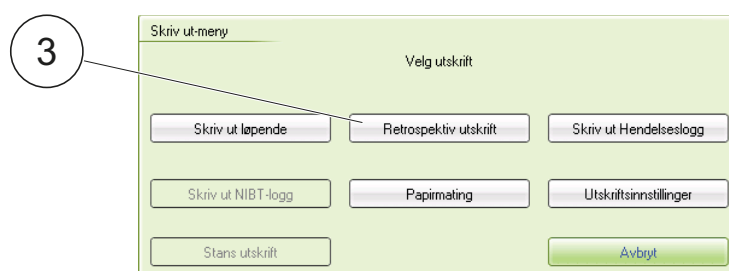 Skriv ut-meny
3
Velg utskrift
Skriv ut løpende
Retrospektiv utskrift
Skriv ut Hendelseslogg
Skriv ut NIBT-logg
Papirmating
Utskriftsinnstillinger
Stans utskrift
Avbryt